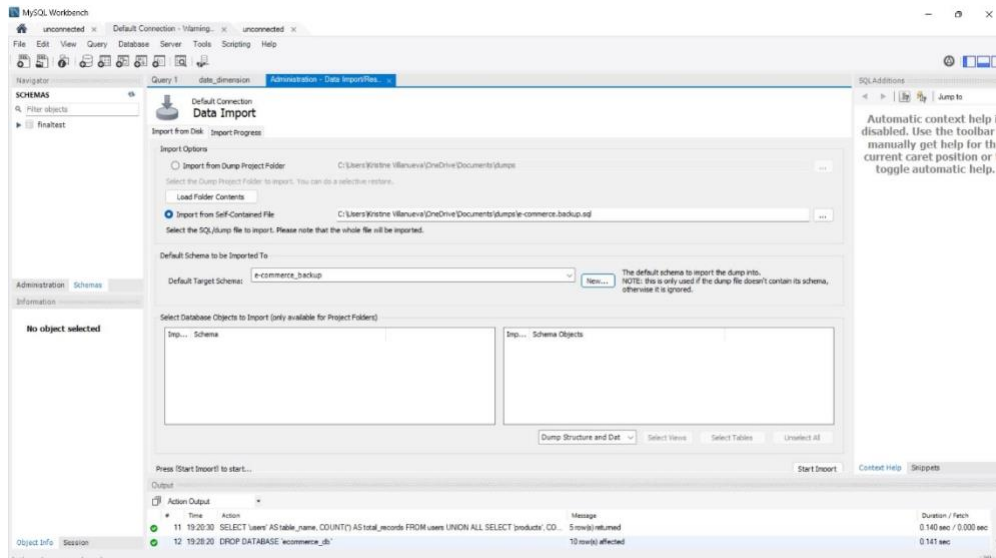 MySQL Workbench
unconnected
Default Connection - Warning...
unconnected
File Edit View Query Database Server Tools Scripting Help
Navigator
SCHEMAS
Filter objects
finaltest
Administration Schemas
Information
No object selected
Object Info Session
Query 1 date_dimension Administration - Data Import/Res...
Default Connection
Data Import
Import from Disk Import Progress
Import Options
Import from Dump Project Folder C:\Users\Kristine Villanueva\OneDrive\Documents\dumps ...
Select the Dump Project Folder to import. You can do a selective restore.
Load Folder Contents
Import from Self-Contained File C:\Users\Kristine Villanueva\OneDrive\Documents\dumps\e-commerce.backup.sql ...
Select the SQL/dump file to import. Please note that the whole file will be imported.
Default Schema to be Imported To
Default Target Schema: e-commerce_backup New...
The default schema to import the dump into.
NOTE: this is only used if the dump file doesn't contain its schema,
otherwise it is ignored.
Select Database Objects to Import (only available for Project Folders)
Imp... Schema
Imp... Schema Objects
Dump Structure and Dat Select Views Select Tables Unselect All
Press [Start Import] to start... Start Import
Output
Action Output
# Time Action Message Duration / Fetch
11 19:20:30 SELECT 'users' AS table_name, COUNT(*) AS total_records FROM users UNION ALL SELECT 'products', CO... 5 row(s) returned 0.140 sec / 0.000 sec
12 19:28:20 DROP DATABASE `ecommerce_db` 10 row(s) affected 0.141 sec
SQLAdditions
Jump to
Automatic context help i
disabled. Use the toolbar
manually get help for th
current caret position or
toggle automatic help.
Context Help Snippets